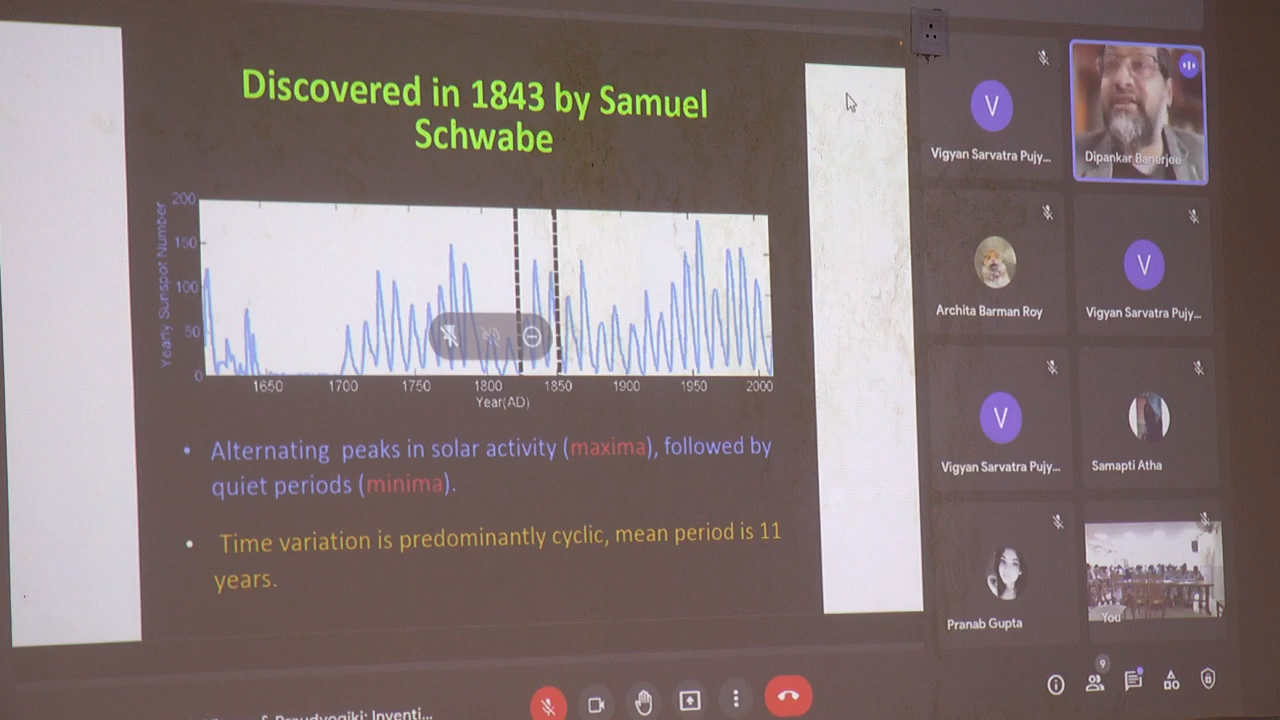 Discovered in 1843 by Samuel
Schwabe
Yearly Sunspot Number
200
150
100
50
0
1650 1700 1750 1800 1850 1900 1950 2000
Year(AD)
• Alternating peaks in solar activity (maxima), followed by
quiet periods (minima).
• Time variation is predominantly cyclic, mean period is 11
years.
V
Vigyan Sarvatra Pujy...
Dipankar Banerjee
Archita Barman Roy
V
Vigyan Sarvatra Pujy...
V
Vigyan Sarvatra Pujy...
Samapti Atha
Pranab Gupta
You
9
Inventi...